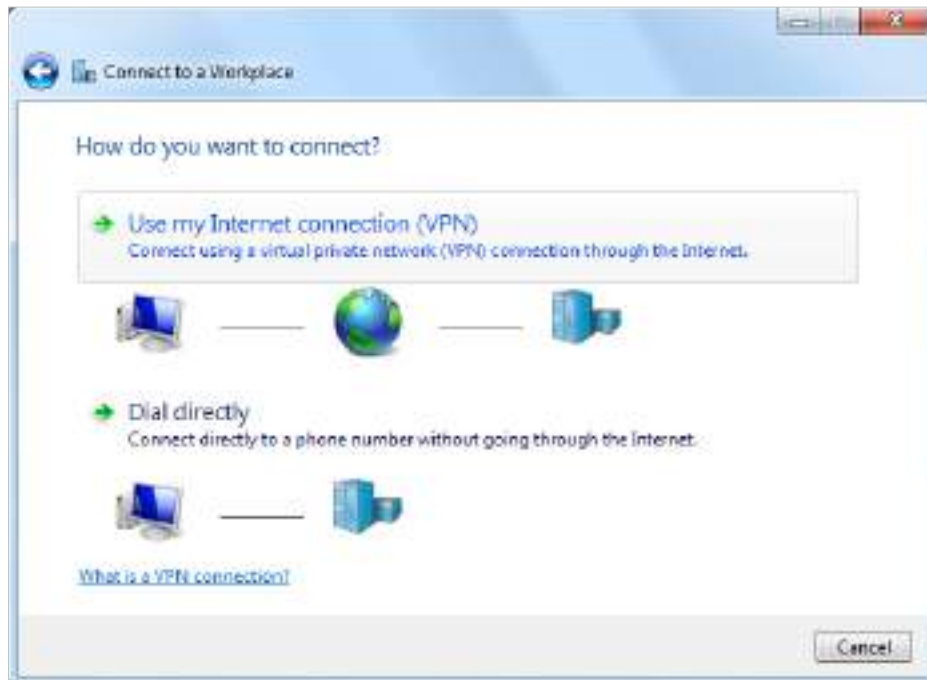 Connect to a Workplace
How do you want to connect?
Use my Internet connection (VPN)
Connect using a virtual private network (VPN) connection through the Internet.
Dial directly
Connect directly to a phone number without going through the Internet.
What is a VPN connection?
Cancel